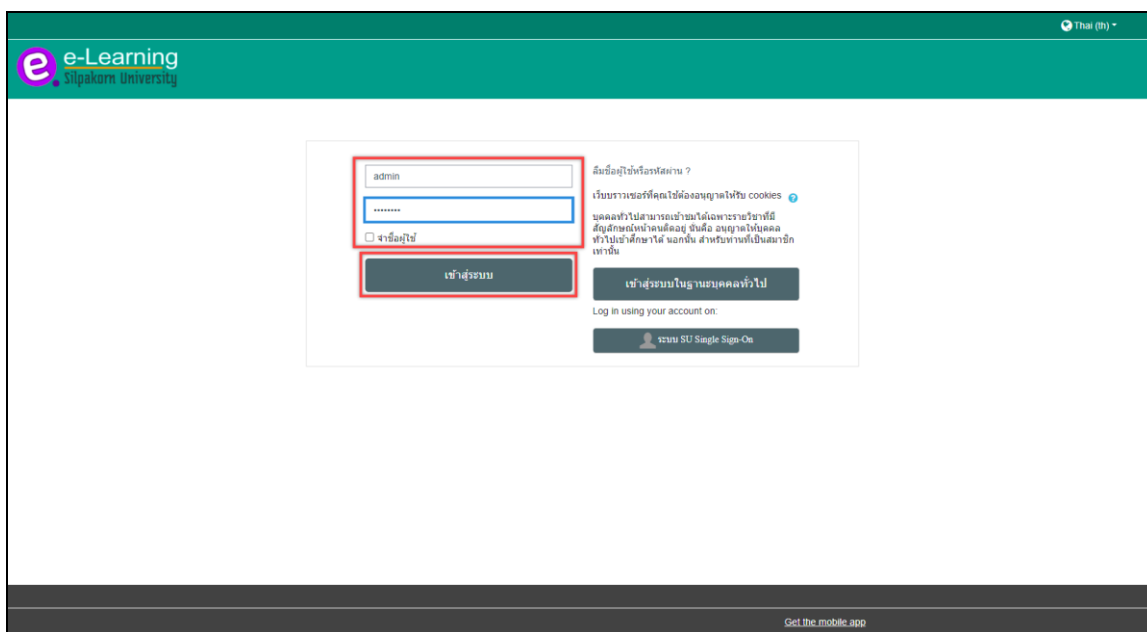 Thai (th)
e-Learning
Silpakorn University
admin
••••••••
จำชื่อผู้ใช้
เข้าสู่ระบบ
ลืมชื่อผู้ใช้หรือรหัสผ่าน ?
เว็บบราวเซอร์ที่คุณใช้ต้องอนุญาตให้รับ cookies
บุคคลทั่วไปสามารถเข้าชมได้เฉพาะรายวิชาที่มี
สัญลักษณ์หน้าคนติดอยู่ นั่นคือ อนุญาตให้บุคคล
ทั่วไปเข้าศึกษาได้ นอกนั้น สำหรับท่านที่เป็นสมาชิก
เท่านั้น
เข้าสู่ระบบในฐานะบุคคลทั่วไป
Log in using your account on:
ระบบ SU Single Sign-On
Get the mobile app